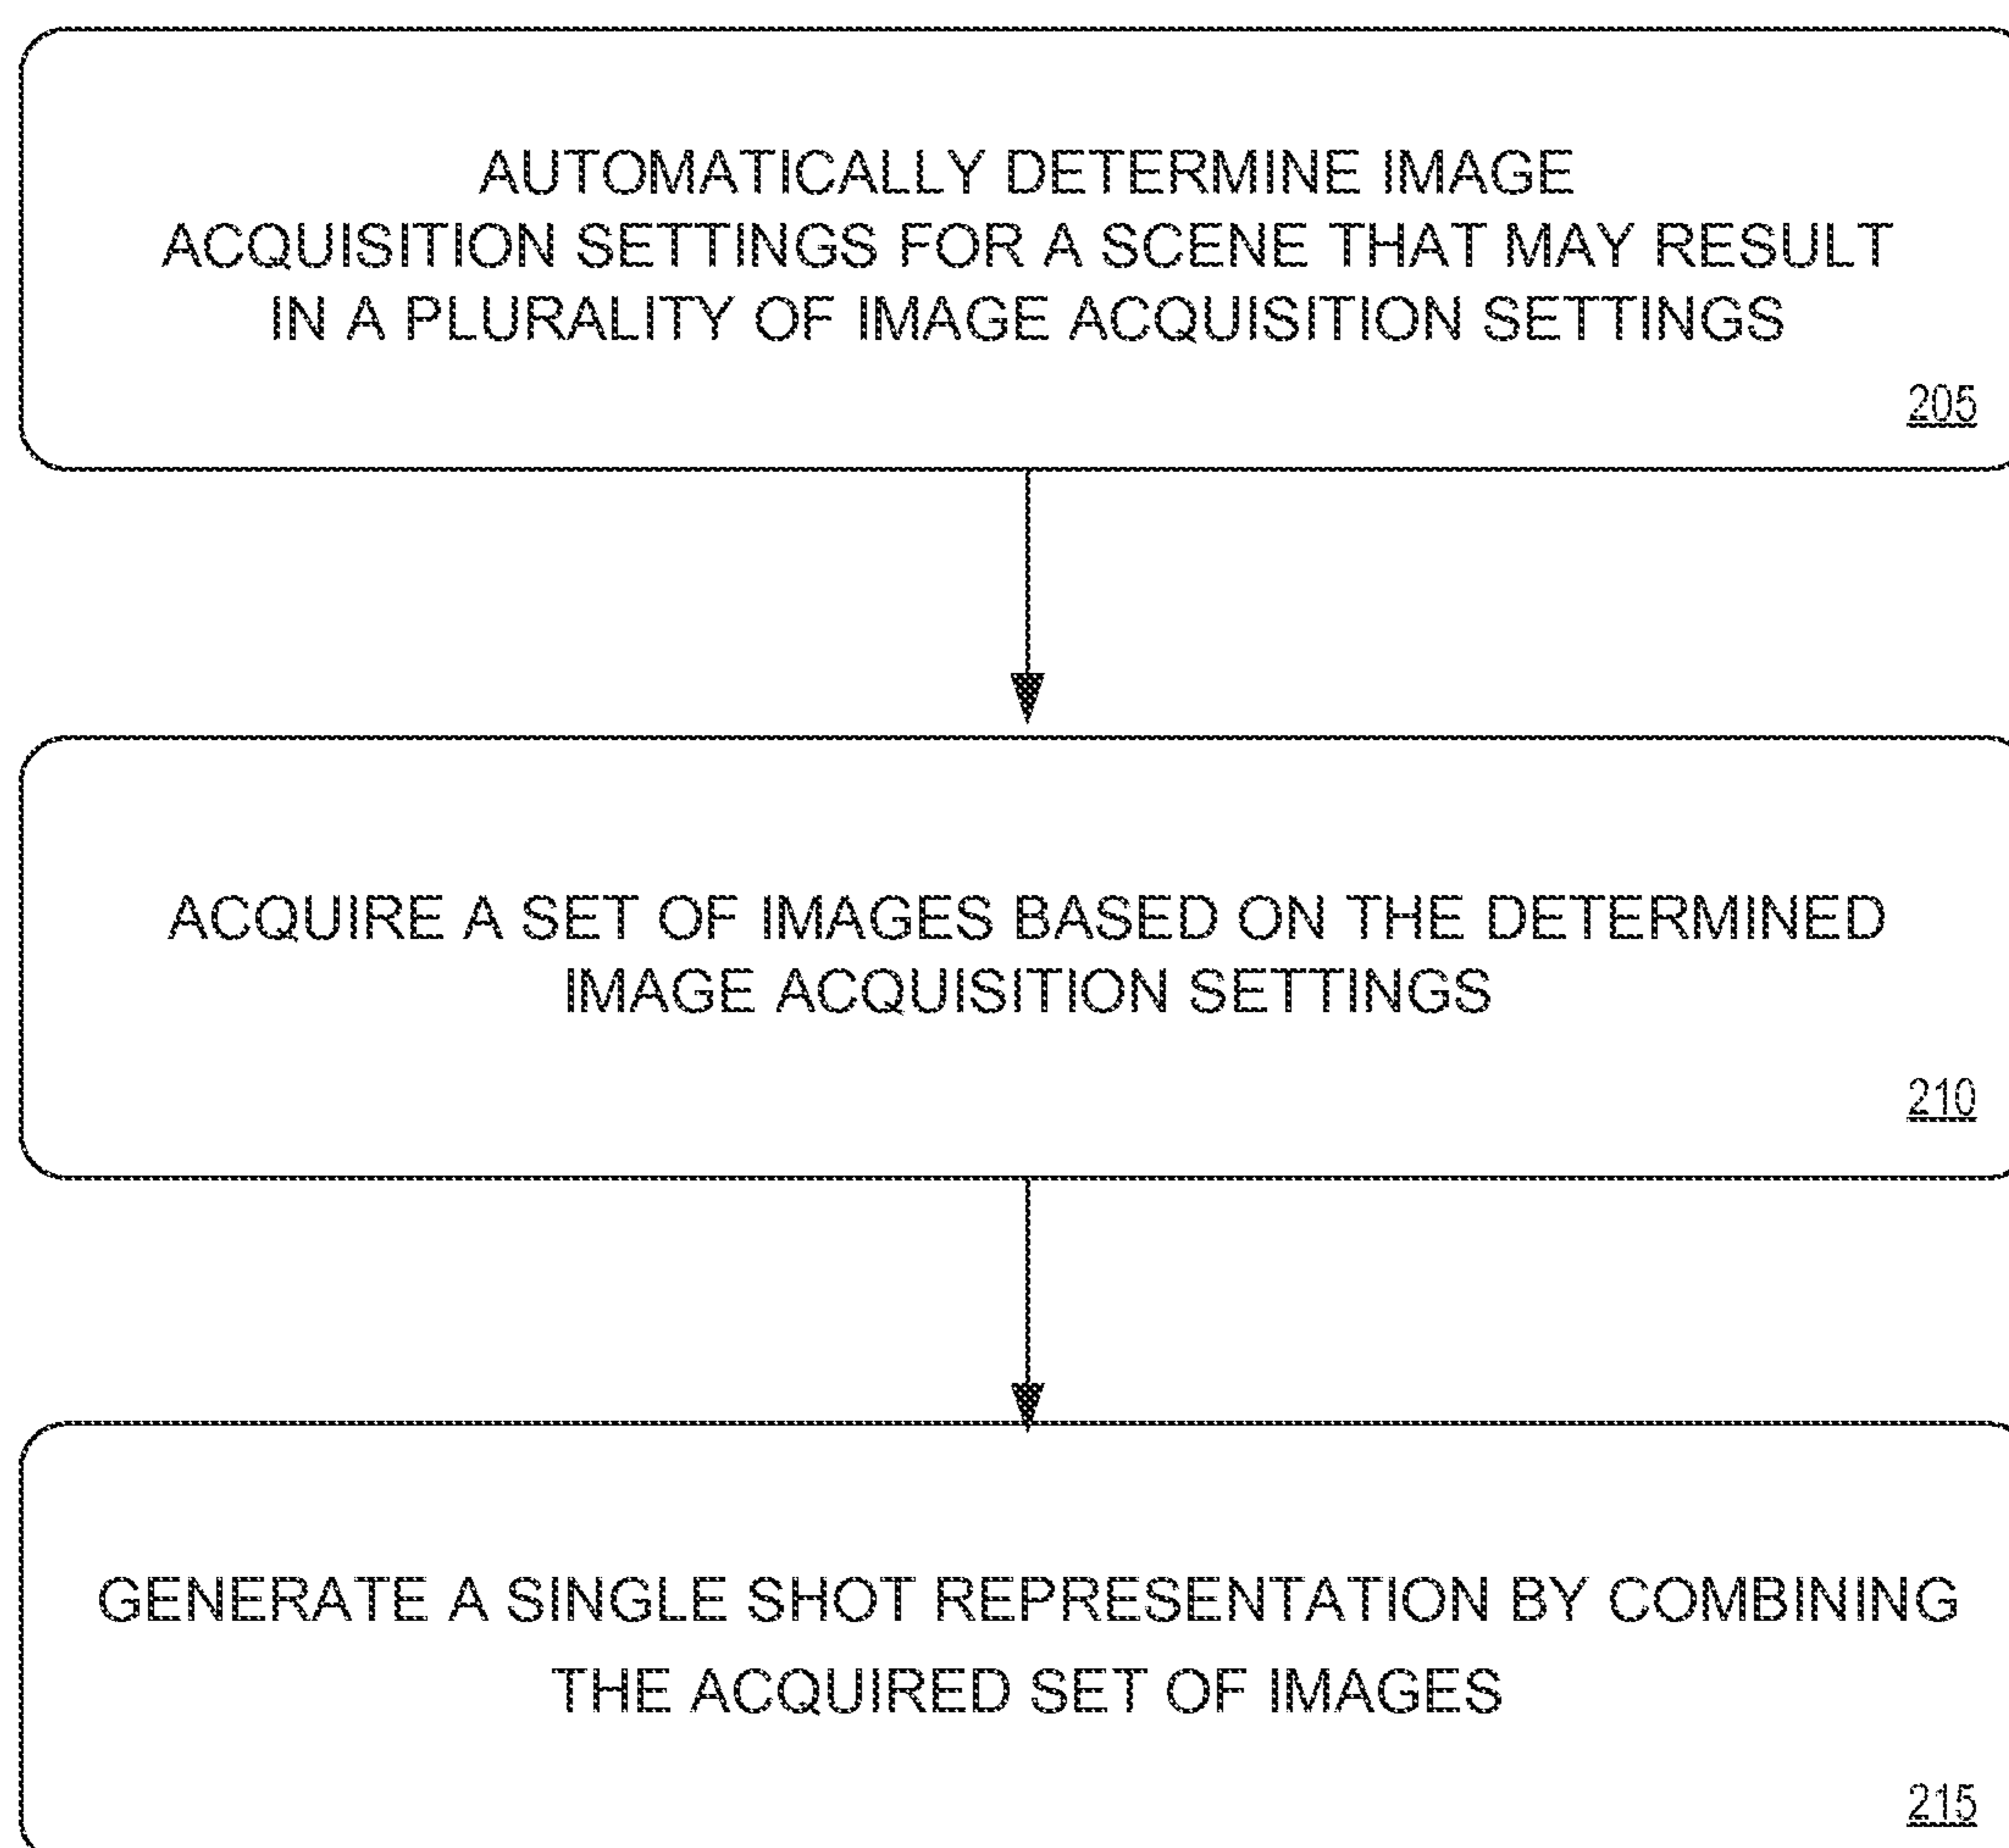 AUTOMATICALLY DETERMINE IMAGE
ACQUISITION SETTINGS FOR A SCENE THAT MAY RESULT
IN A PLURALITY OF IMAGE ACQUISITION SETTINGS
205
ACQUIRE A SET OF IMAGES BASED ON THE DETERMINED
IMAGE ACQUISITION SETTINGS
210
GENERATE A SINGLE SHOT REPRESENTATION BY COMBINING
THE ACQUIRED SET OF IMAGES
215